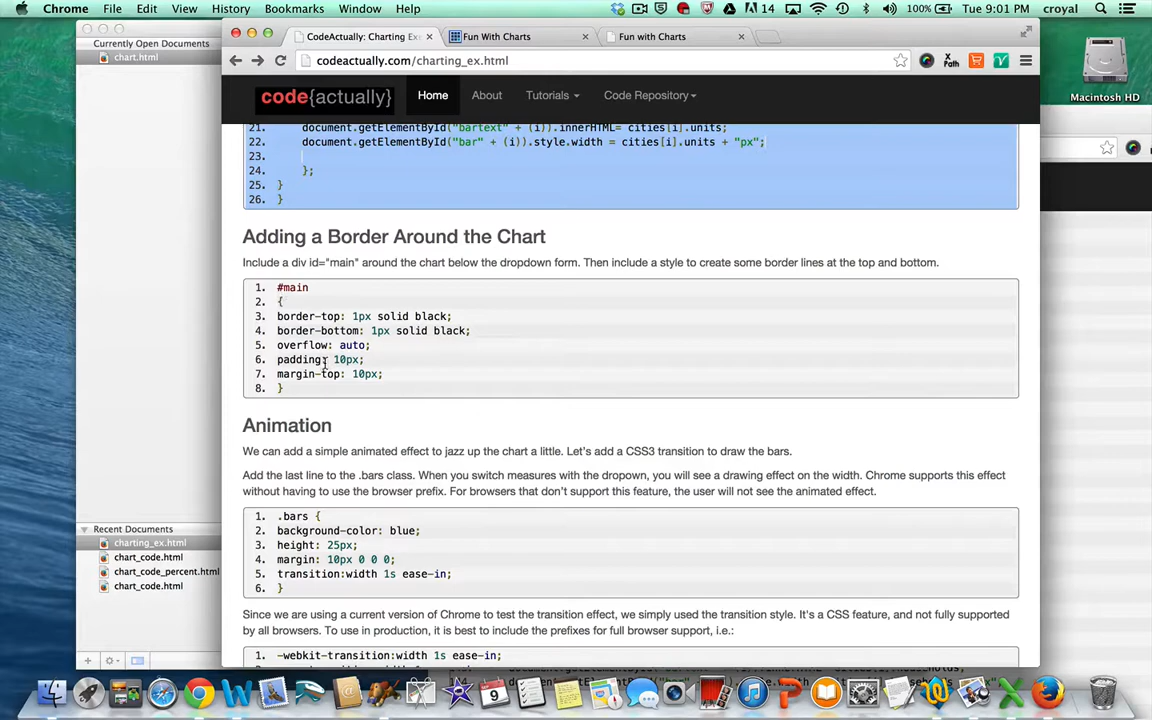 Chrome File Edit View History Bookmarks Window Help 14 100% Tue 9:01 PM croyal
Currently Open Documents
chart.html
CodeActually: Charting Ex
Fun With Charts
Fun with Charts
codeactually.com/charting_ex.html
X Path
Macintosh HD
code{actually} Home About Tutorials Code Repository
21. document.getElementById("bartext" + (i)).innerHTML= cities[i].units;
22. document.getElementById("bar" + (i)).style.width = cities[i].units + "px";
23.
24. };
25. }
26. }
Adding a Border Around the Chart
Include a div id="main" around the chart below the dropdown form. Then include a style to create some border lines at the top and bottom.
1. #main
2. {
3. border-top: 1px solid black;
4. border-bottom: 1px solid black;
5. overflow: auto;
6. padding: 10px;
7. margin-top: 10px;
8. }
Animation
We can add a simple animated effect to jazz up the chart a little. Let's add a CSS3 transition to draw the bars.
Add the last line to the .bars class. When you switch measures with the dropown, you will see a drawing effect on the width. Chrome supports this effect
without having to use the browser prefix. For browsers that don't support this feature, the user will not see the animated effect.
1. .bars {
2. background-color: blue;
3. height: 25px;
4. margin: 10px 0 0 0;
5. transition:width 1s ease-in;
6. }
Since we are using a current version of Chrome to test the transition effect, we simply used the transition style. It's a CSS feature, and not fully supported
by all browsers. To use in production, it is best to include the prefixes for full browser support, i.e.:
1. -webkit-transition:width 1s ease-in;
Recent Documents
charting_ex.html
chart_code.html
chart_code_percent.html
chart_code.html